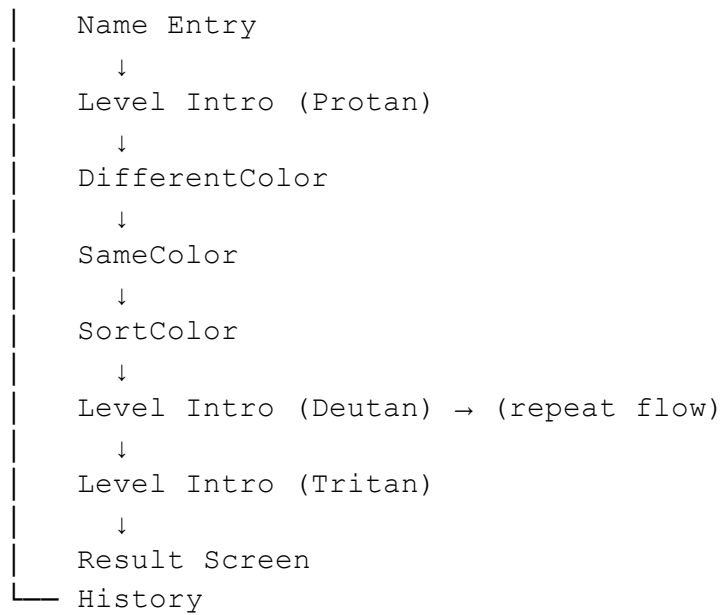 │ Name Entry
│ ↓
│ Level Intro (Protan)
│ ↓
│ DifferentColor
│ ↓
│ SameColor
│ ↓
│ SortColor
│ ↓
│ Level Intro (Deutan) → (repeat flow)
│ ↓
│ Level Intro (Tritan)
│ ↓
│ Result Screen
└── History